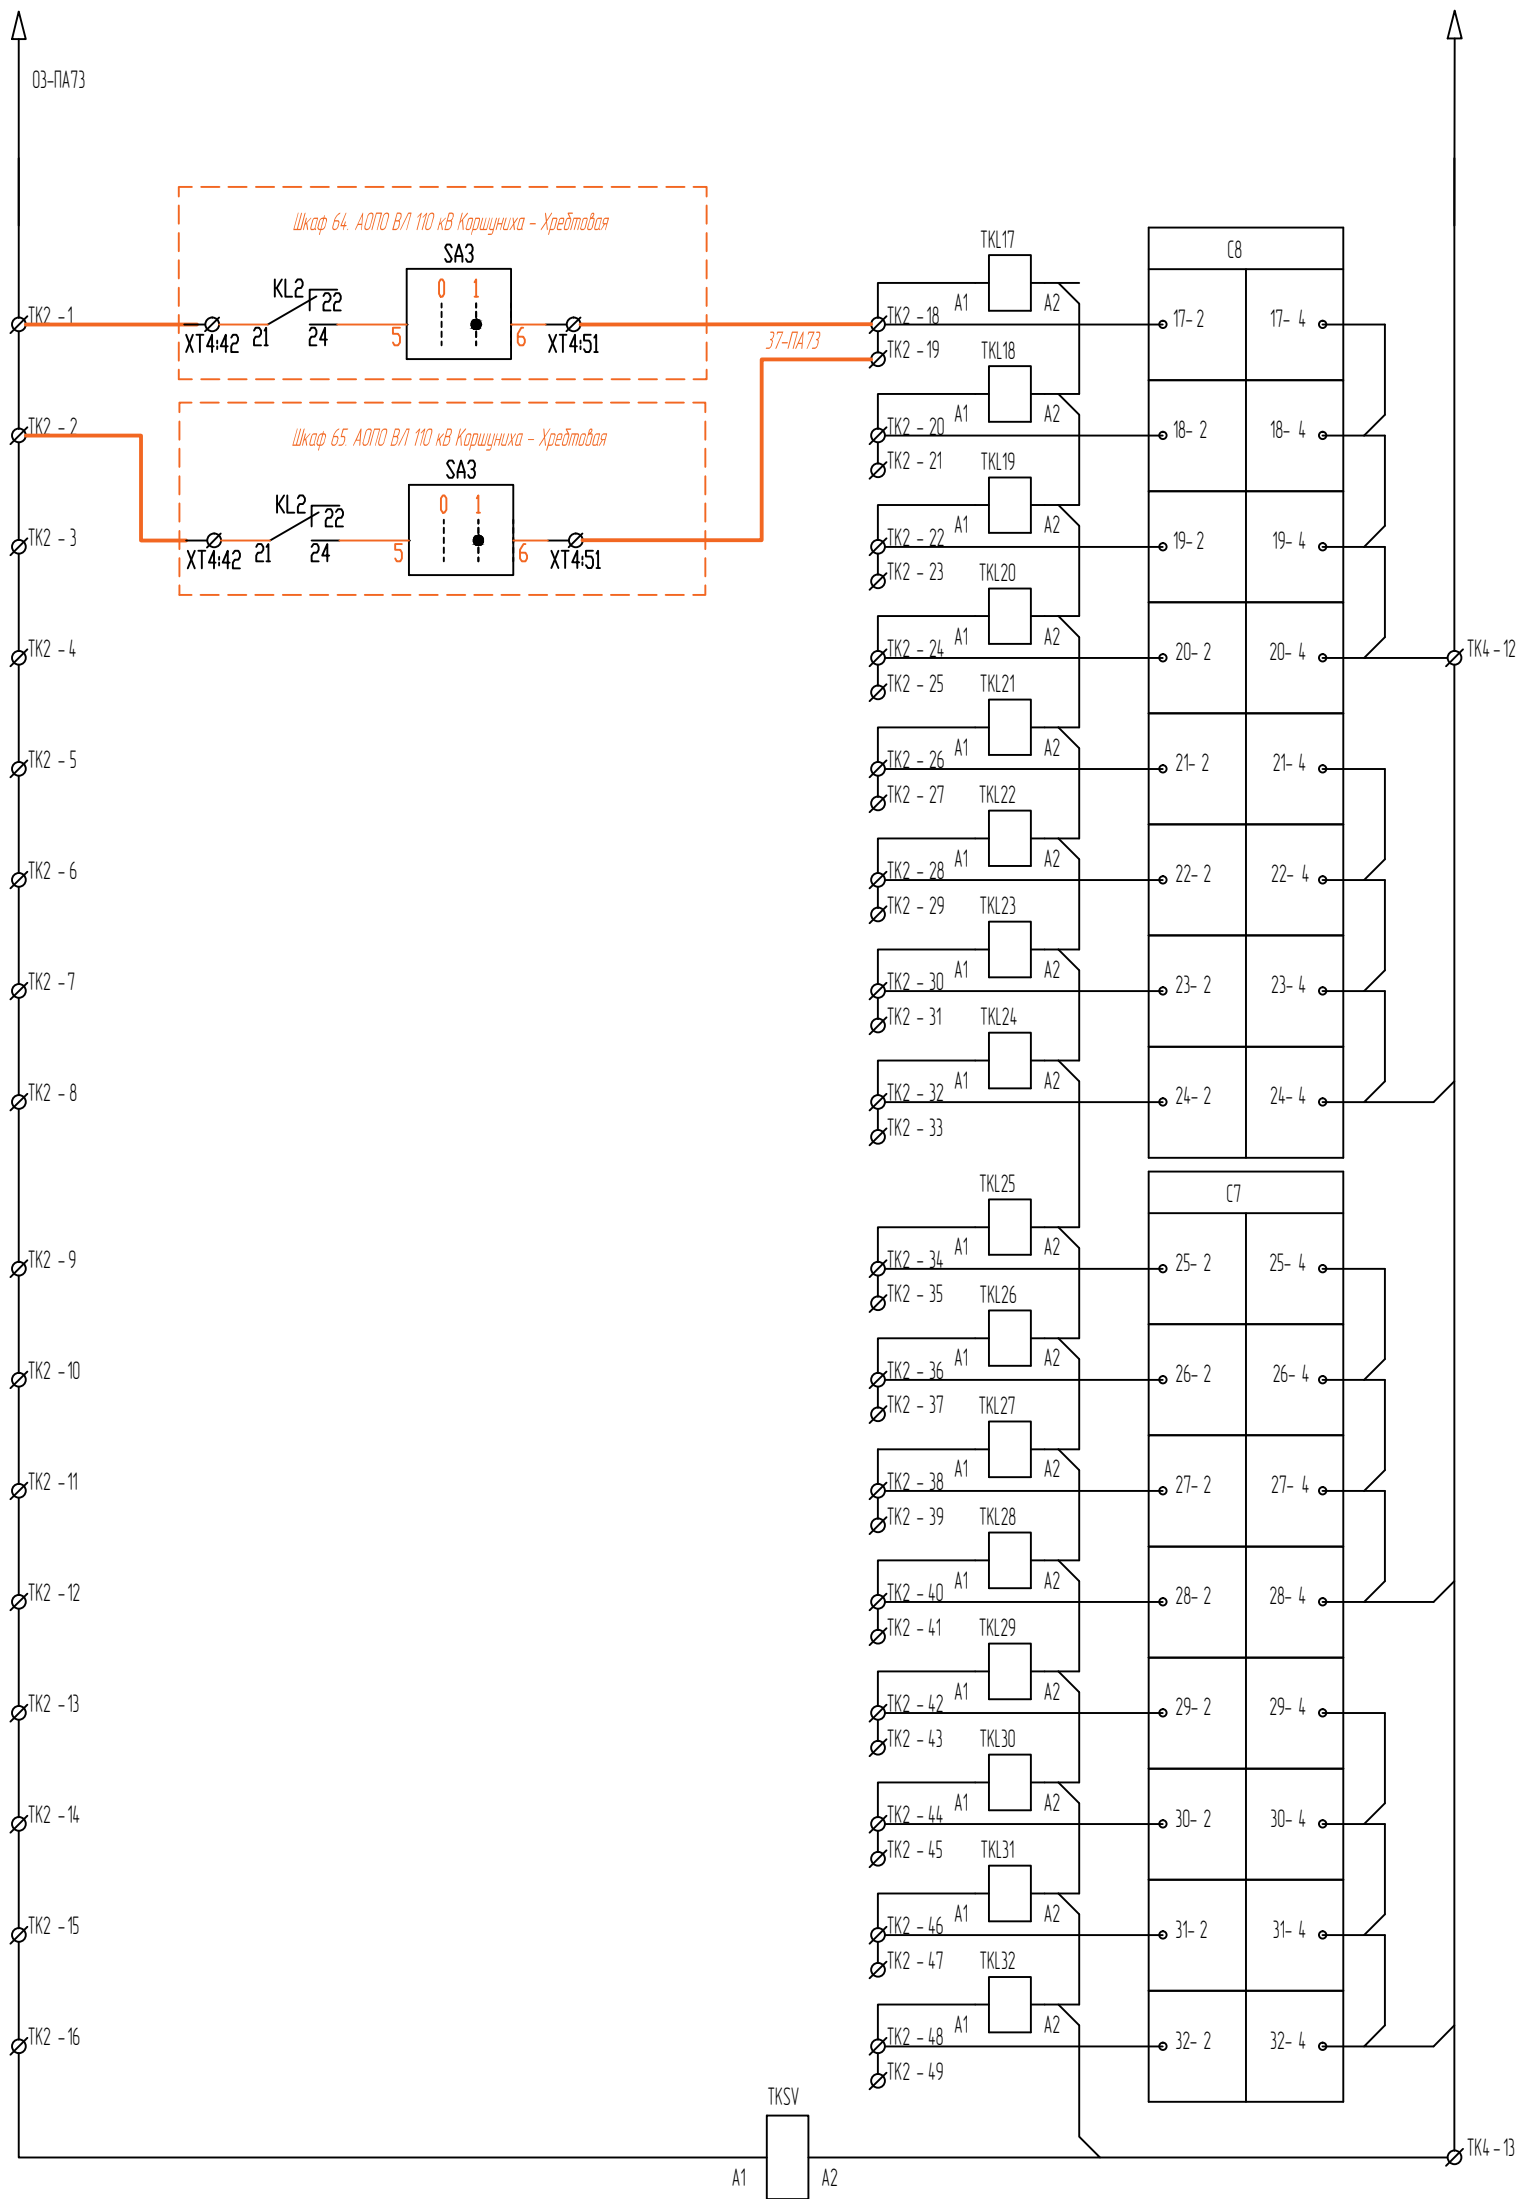 03-ПА73
Шкаф 64. АОПО ВЛ 110 кВ Коршуниха - Хребтовая
SA3
0 1
KL2 22
TK2 -1
XT4:42 21 24 5 6 XT4:51
37-ПА73
TKL17
A1 A2
TK2 -18
TK2 -19
C8
17- 2 17- 4
TK2 - 2
Шкаф 65. АОПО ВЛ 110 кВ Коршуниха - Хребтовая
SA3
0 1
KL2 22
XT4:42 21 24 5 6 XT4:51
TKL18
A1 A2
TK2 - 20
TK2 - 21
18- 2 18- 4
TK2 - 3
TKL19
A1 A2
TK2 - 22
TK2 - 23
19- 2 19- 4
TK2 - 4
TKL20
A1 A2
TK2 - 24
TK2 - 25
20- 2 20- 4
TK4 -12
TK2 - 5
TKL21
A1 A2
TK2 - 26
TK2 - 27
21- 2 21- 4
TK2 - 6
TKL22
A1 A2
TK2 - 28
TK2 - 29
22- 2 22- 4
TK2 - 7
TKL23
A1 A2
TK2 - 30
TK2 - 31
23- 2 23- 4
TK2 - 8
TKL24
A1 A2
TK2 - 32
TK2 - 33
24- 2 24- 4
C7
TK2 - 9
TKL25
A1 A2
TK2 - 34
TK2 - 35
25- 2 25- 4
TK2 -10
TKL26
A1 A2
TK2 - 36
TK2 - 37
26- 2 26- 4
TK2 -11
TKL27
A1 A2
TK2 - 38
TK2 - 39
27- 2 27- 4
TK2 -12
TKL28
A1 A2
TK2 - 40
TK2 - 41
28- 2 28- 4
TK2 -13
TKL29
A1 A2
TK2 - 42
TK2 - 43
29- 2 29- 4
TK2 -14
TKL30
A1 A2
TK2 - 44
TK2 - 45
30- 2 30- 4
TK2 -15
TKL31
A1 A2
TK2 - 46
TK2 - 47
31- 2 31- 4
TK2 -16
TKL32
A1 A2
TK2 - 48
TK2 - 49
32- 2 32- 4
TKSV
A1 A2
TK4 -13